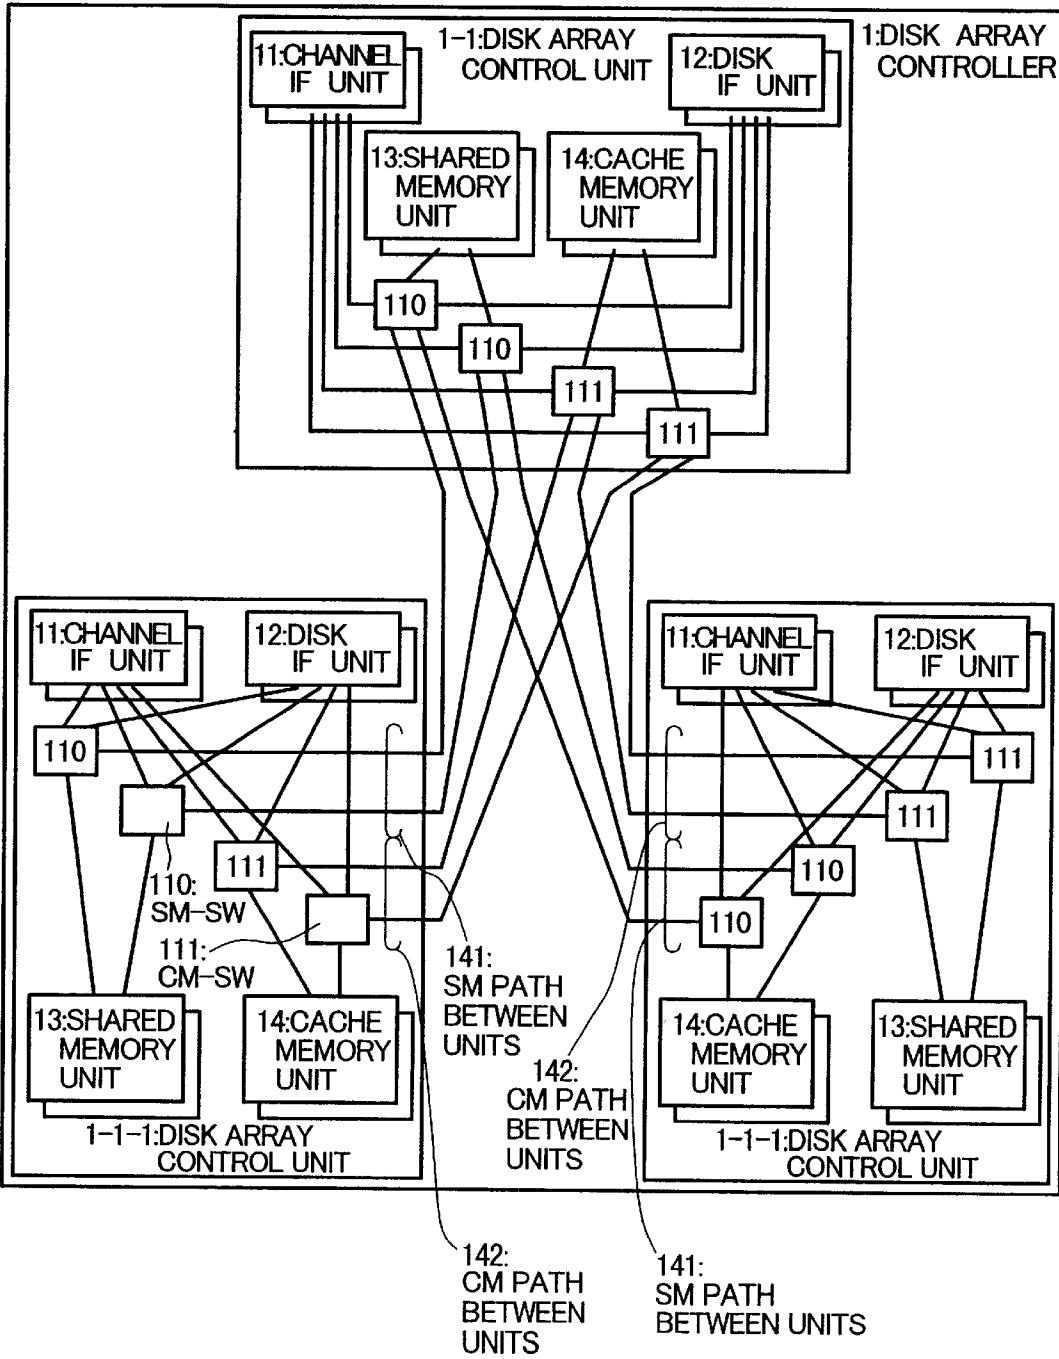 1-1:DISK ARRAY
CONTROL UNIT
1:DISK ARRAY
CONTROLLER
11:CHANNEL
IF UNIT
12:DISK
IF UNIT
13:SHARED
MEMORY
UNIT
14:CACHE
MEMORY
UNIT
110
110
111
111
11:CHANNEL
IF UNIT
12:DISK
IF UNIT
110
111
110:
SM-SW
111:
CM-SW
13:SHARED
MEMORY
UNIT
14:CACHE
MEMORY
UNIT
1-1-1:DISK ARRAY
CONTROL UNIT
141:
SM PATH
BETWEEN
UNITS
142:
CM PATH
BETWEEN
UNITS
11:CHANNEL
IF UNIT
12:DISK
IF UNIT
111
111
110
110
14:CACHE
MEMORY
UNIT
13:SHARED
MEMORY
UNIT
1-1-1:DISK ARRAY
CONTROL UNIT
142:
CM PATH
BETWEEN
UNITS
141:
SM PATH
BETWEEN UNITS